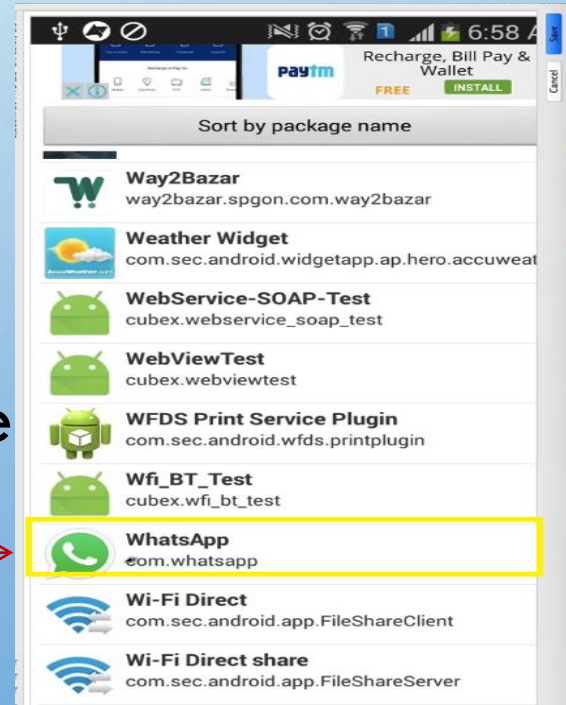 6:58 A
Recharge, Bill Pay &
Wallet
paytm
FREE INSTALL
Save
Cancel
Sort by package name
Way2Bazar
way2bazar.spgon.com.way2bazar
Weather Widget
com.sec.android.widgetapp.ap.hero.accuweat
AccuWeather.com
WebService-SOAP-Test
cubex.webservice_soap_test
WebViewTest
cubex.webviewtest
WFDS Print Service Plugin
com.sec.android.wfds.printplugin
e
Wfi_BT_Test
cubex.wfi_bt_test
WhatsApp
com.whatsapp
Wi-Fi Direct
com.sec.android.app.FileShareClient
Wi-Fi Direct share
com.sec.android.app.FileShareServer